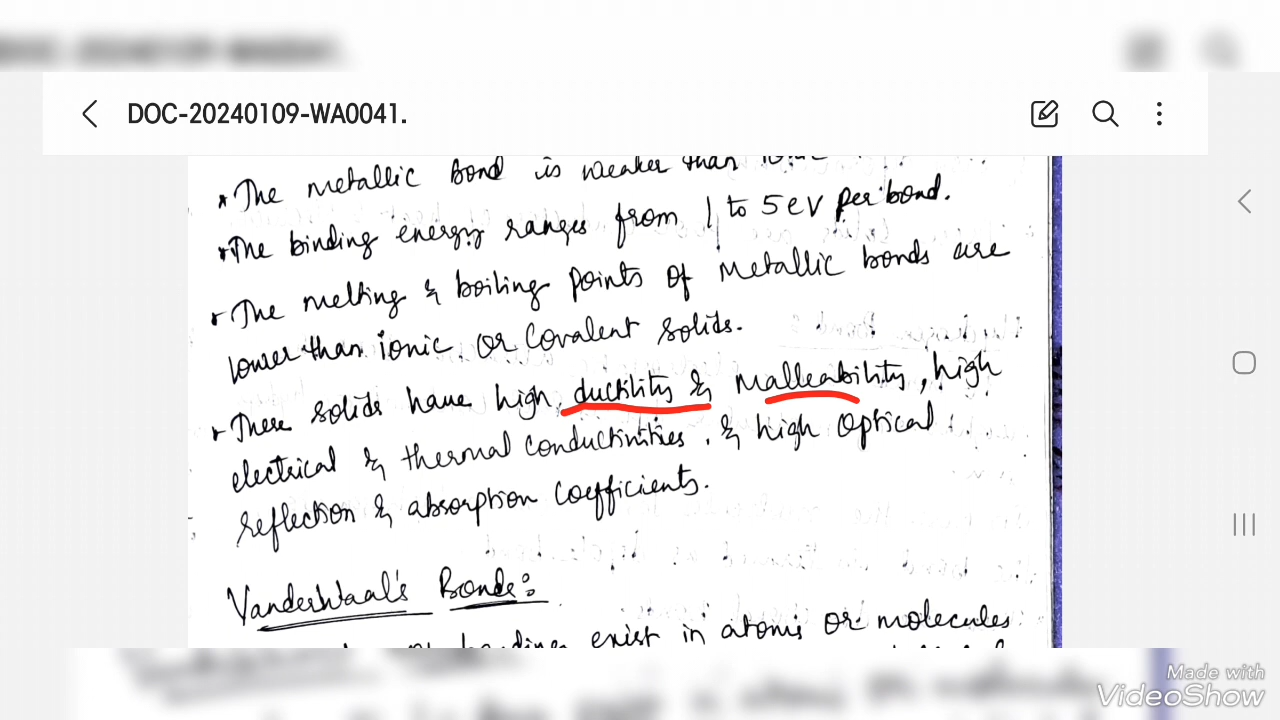 DOC-20240109-WA0041.
* The metallic bond is weaker than
* The binding energy ranges from 1 to 5 eV per bond.
* The melting & boiling points of Metallic bonds are
lower than ionic or Covalent solids.
* These solids have high ductility & Malleability, high
electrical & thermal conductivities. & high Optical
reflection & absorption Coefficients.
VanderWaal's Bonds:
exist in atoms or molecules
Made with
VideoShow